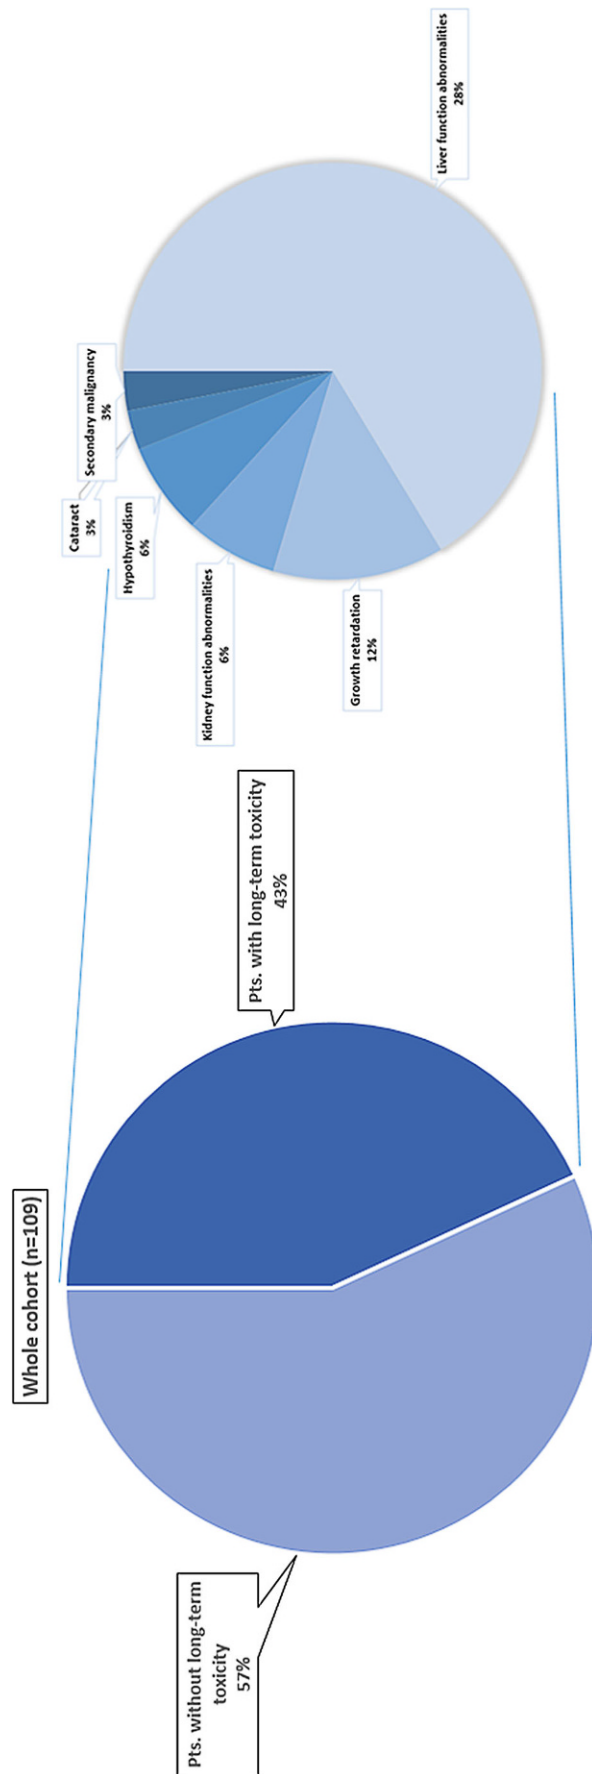 Whole cohort (n=109)
Pts. without long-term
toxicity
57%
Pts. with long-term toxicity
43%
Cataract
3%
Secondary malignancy
3%
Hypothyroidism
6%
Kidney function abnormalities
6%
Growth retardation
12%
Liver function abnormalities
28%